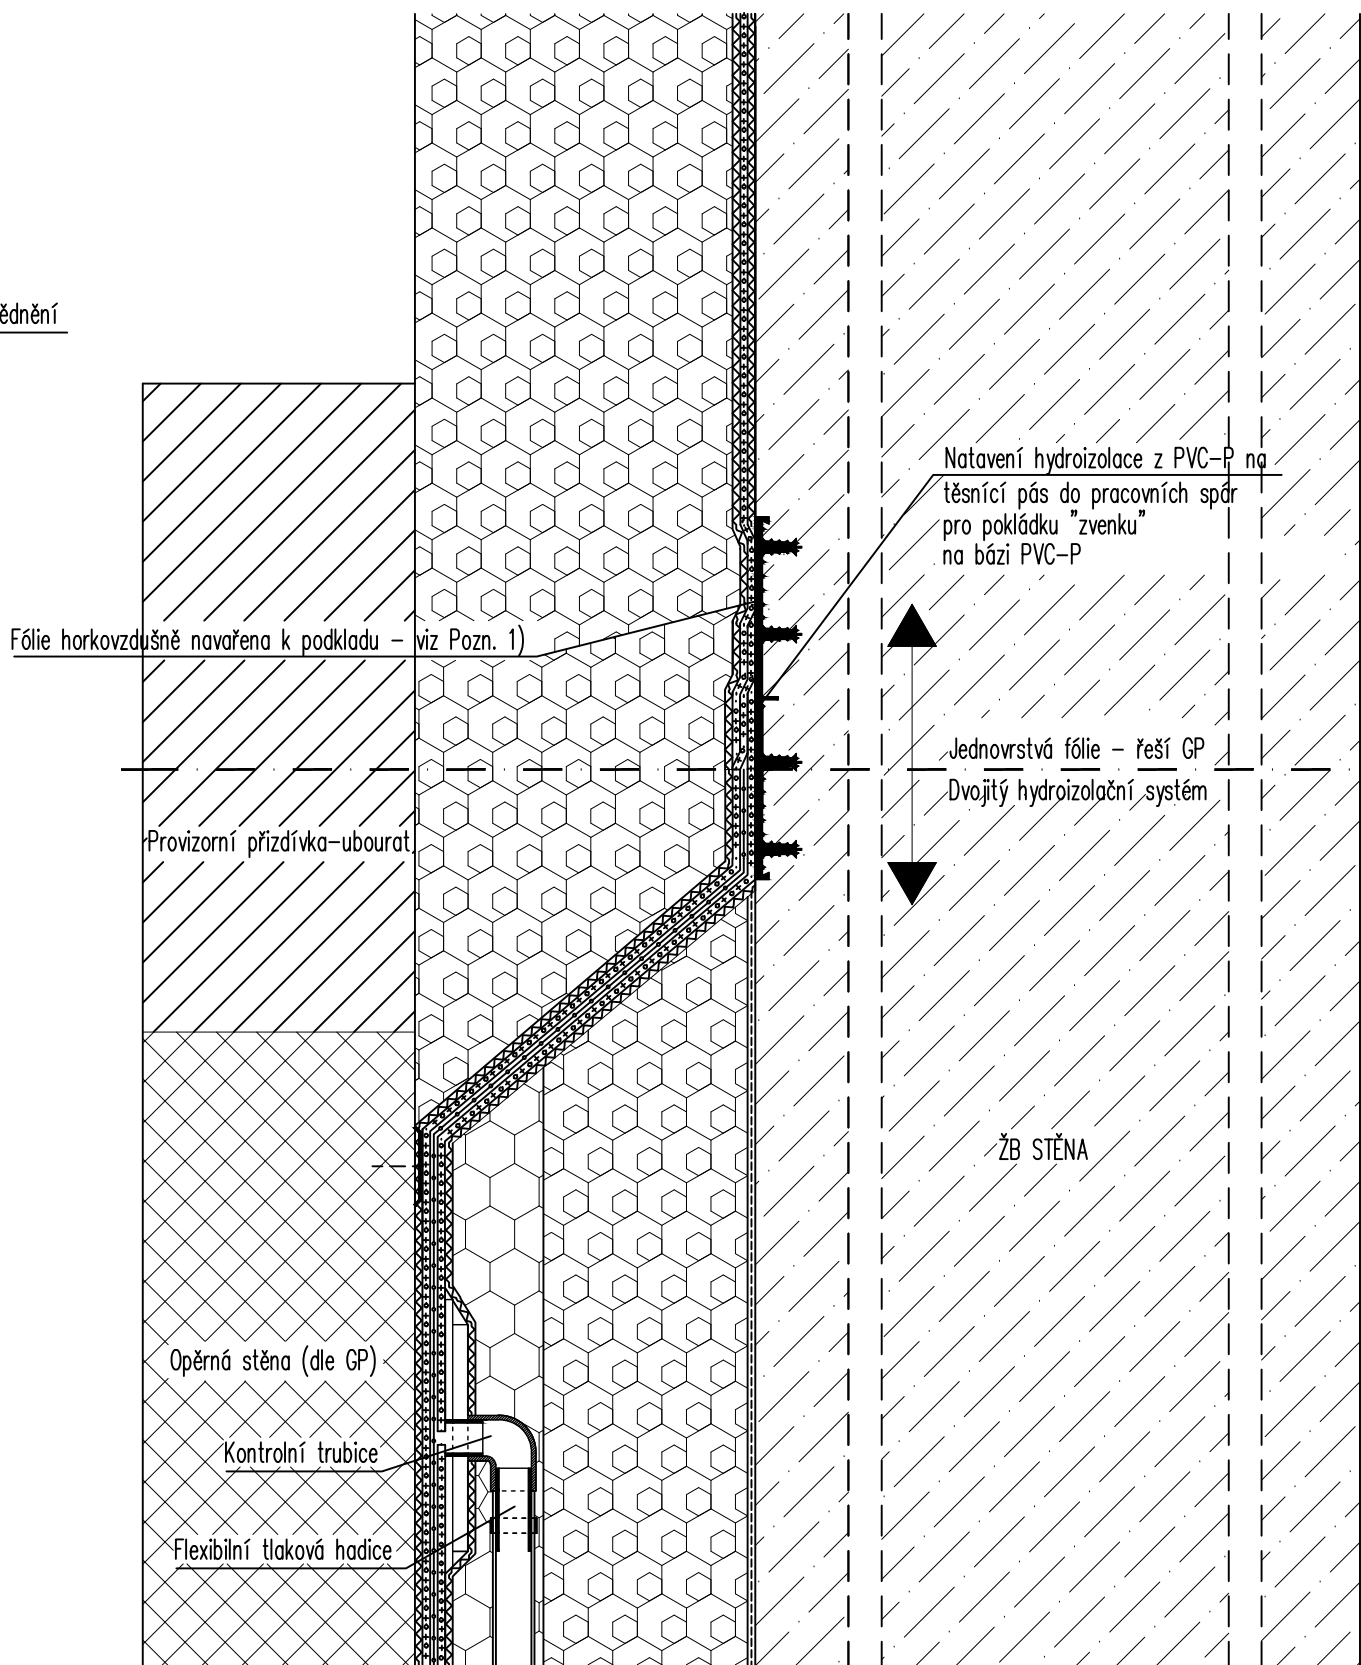 ědnění
Natavení hydroizolace z PVC-P na
těsnící pás do pracovních spár
pro pokládku "zvenku"
na bázi PVC-P
Fólie horkovzdušně navařena k podkladu - viz Pozn. 1)
Jednovrstvá fólie - řeší GP
Dvojitý hydroizolační systém
Provizorní přizdívka-ubourat
ŽB STĚNA
Opěrná stěna (dle GP)
Kontrolní trubice
Flexibilní tlaková hadice